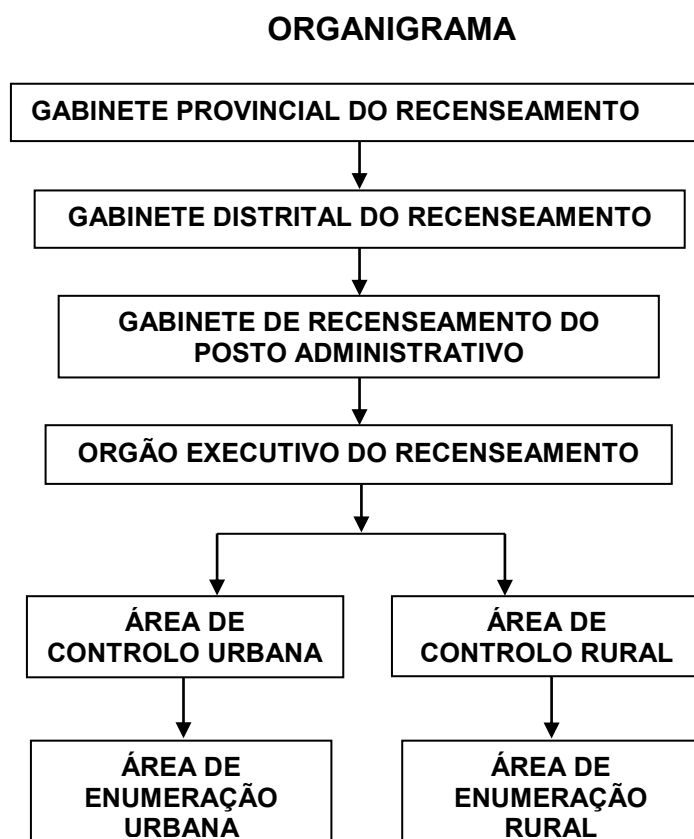 ORGANIGRAMA
GABINETE PROVINCIAL DO RECENSEAMENTO
GABINETE DISTRITAL DO RECENSEAMENTO
GABINETE DE RECENSEAMENTO DO
POSTO ADMINISTRATIVO
ORGÃO EXECUTIVO DO RECENSEAMENTO
ÁREA DE
CONTROLO URBANA
ÁREA DE
CONTROLO RURAL
ÁREA DE
ENUMERAÇÃO
URBANA
ÁREA DE
ENUMERAÇÃO
RURAL